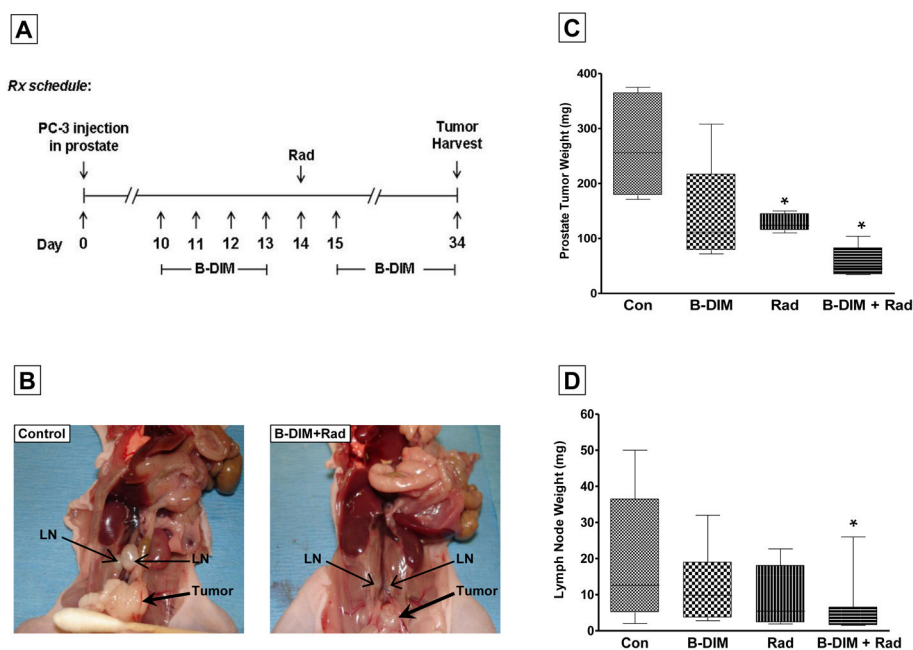 A
Rx schedule:
PC-3 injection
in prostate
Rad
Tumor
Harvest
Day 0 10 11 12 13 14 15 34
B-DIM B-DIM
B
Control
LN
LN
Tumor
B-DIM+Rad
LN
LN
Tumor
C
Prostate Tumor Weight (mg)
400
300
200
100
0
*
*
Con B-DIM Rad B-DIM + Rad
D
Lymph Node Weight (mg)
60
50
40
30
20
10
0
*
Con B-DIM Rad B-DIM + Rad